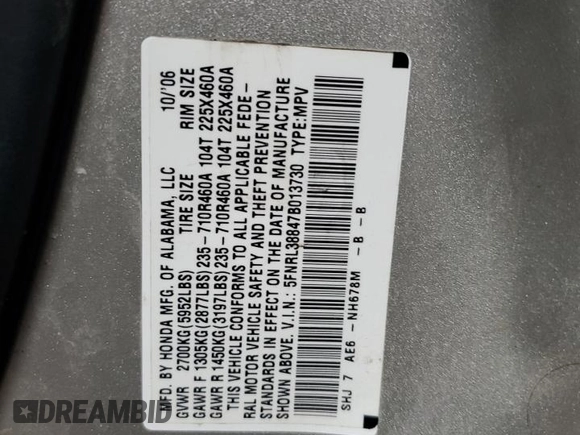 MFD. BY HONDA MFG. OF ALABAMA, LLC 10/'06
GVWR 2700KG(5952LBS) TIRE SIZE RIM SIZE
GAWR F 1305KG(2877LBS)235-710R460A 104T 225X460A
GAWR R 1450KG(3197LBS)235-710R460A 104T 225X460A
THIS VEHICLE CONFORMS TO ALL APPLICABLE FEDE-
RAL MOTOR VEHICLE SAFETY AND THEFT PREVENTION
STANDARDS IN EFFECT ON THE DATE OF MANUFACTURE
SHOWN ABOVE. V.I.N.: 5FNRL38847B013730 TYPE:MPV
SHJ 7 AE6 -NH678M -B -B
DEALERSHIP
AUCTIONS